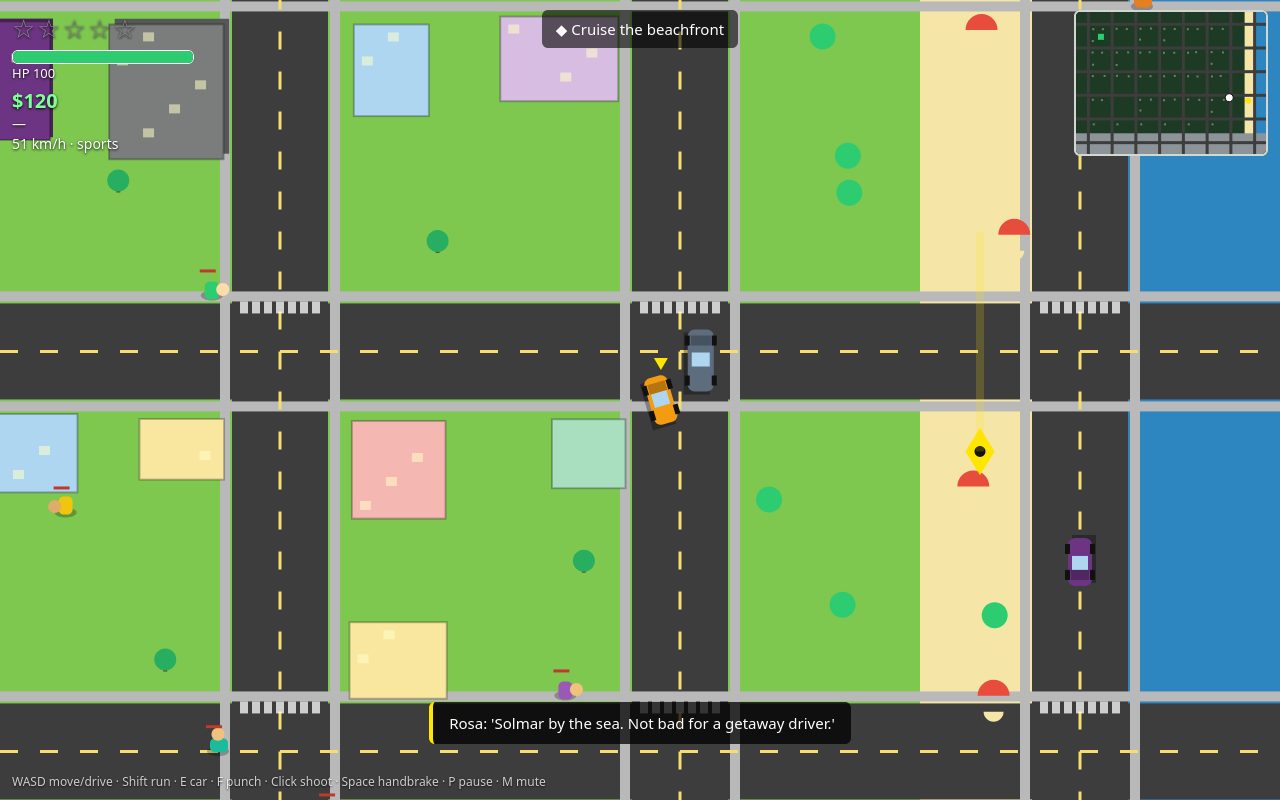 ◆ Cruise the beachfront
HP 100
$120
—
51 km/h · sports
Rosa: 'Solmar by the sea. Not bad for a getaway driver.'
WASD move/drive · Shift run · E car · F punch · Click shoot · Space handbrake · P pause · M mute